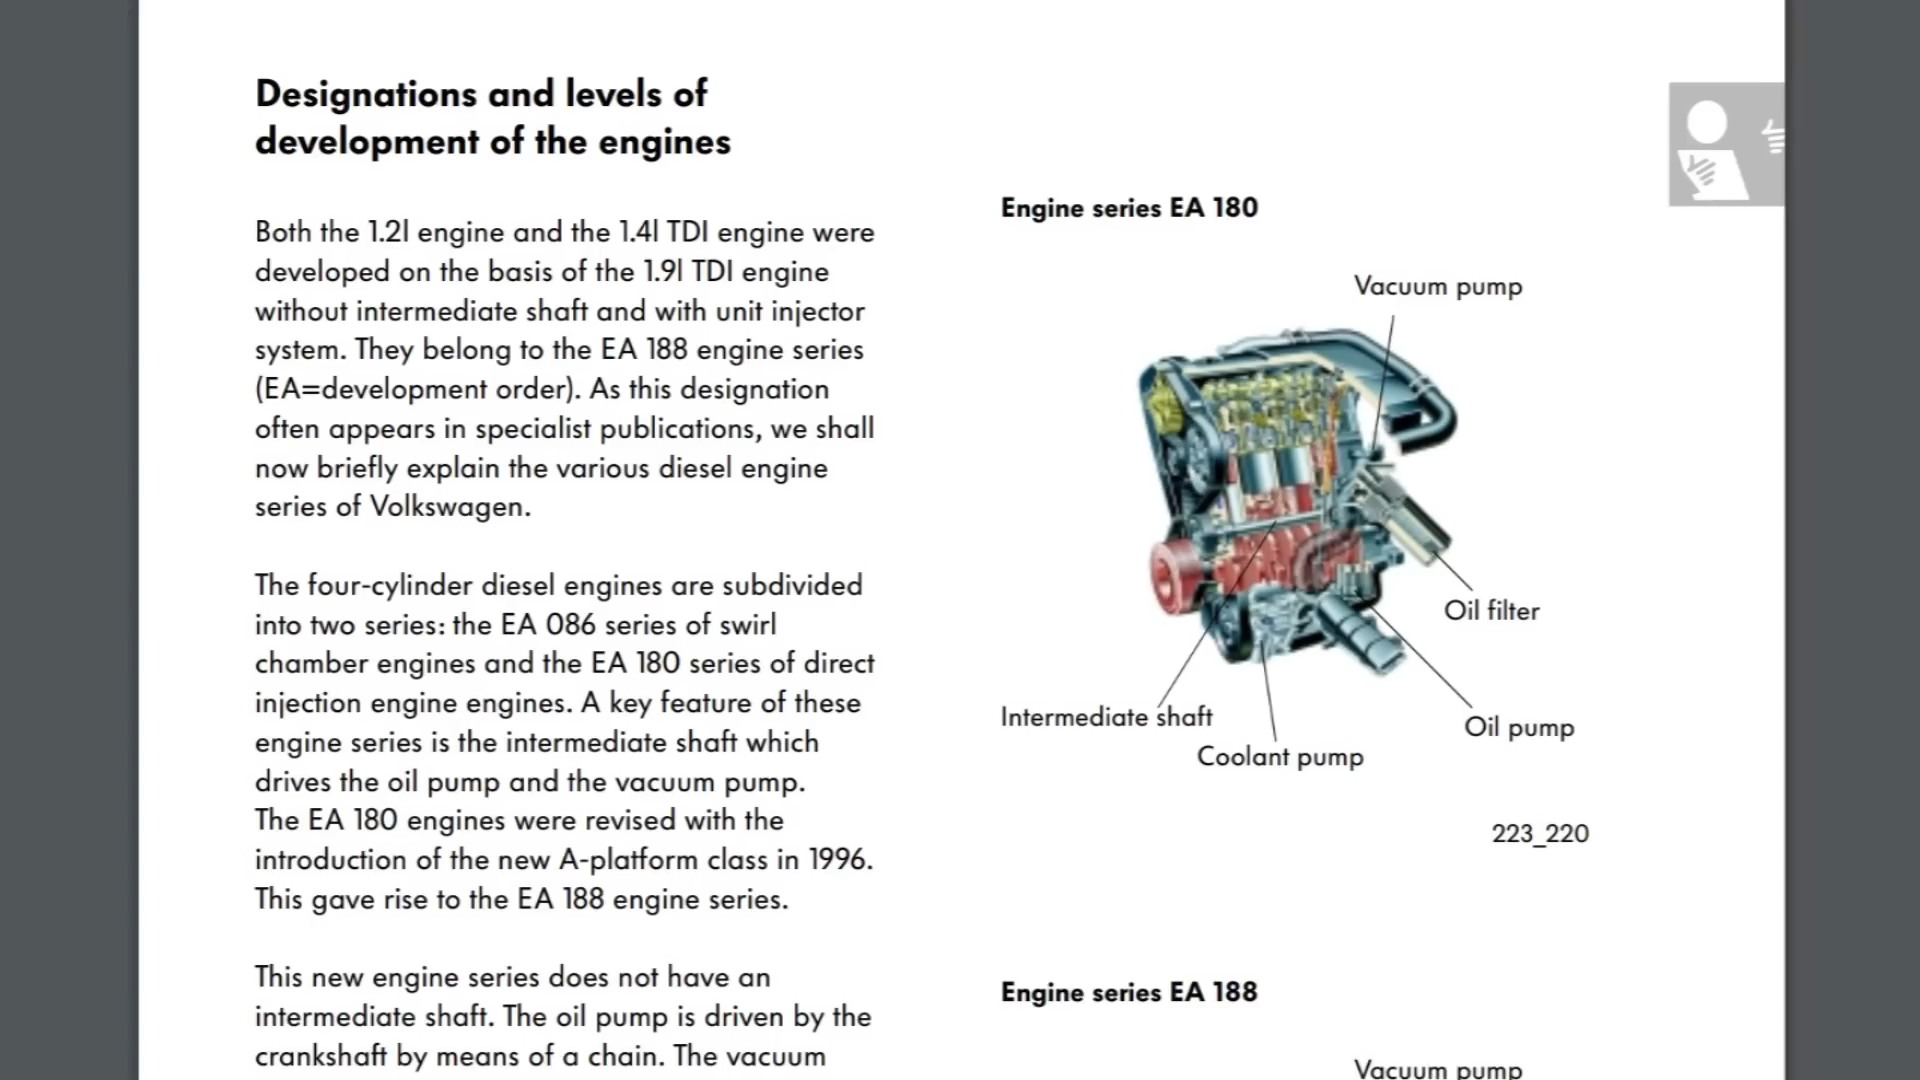 Designations and levels of
development of the engines
Both the 1.2l engine and the 1.4l TDI engine were
developed on the basis of the 1.9l TDI engine
without intermediate shaft and with unit injector
system. They belong to the EA 188 engine series
(EA=development order). As this designation
often appears in specialist publications, we shall
now briefly explain the various diesel engine
series of Volkswagen.
The four-cylinder diesel engines are subdivided
into two series: the EA 086 series of swirl
chamber engines and the EA 180 series of direct
injection engine engines. A key feature of these
engine series is the intermediate shaft which
drives the oil pump and the vacuum pump.
The EA 180 engines were revised with the
introduction of the new A-platform class in 1996.
This gave rise to the EA 188 engine series.
This new engine series does not have an
intermediate shaft. The oil pump is driven by the
crankshaft by means of a chain. The vacuum
Engine series EA 180
Vacuum pump
Oil filter
Intermediate shaft
Oil pump
Coolant pump
223_220
Engine series EA 188
Vacuum pump